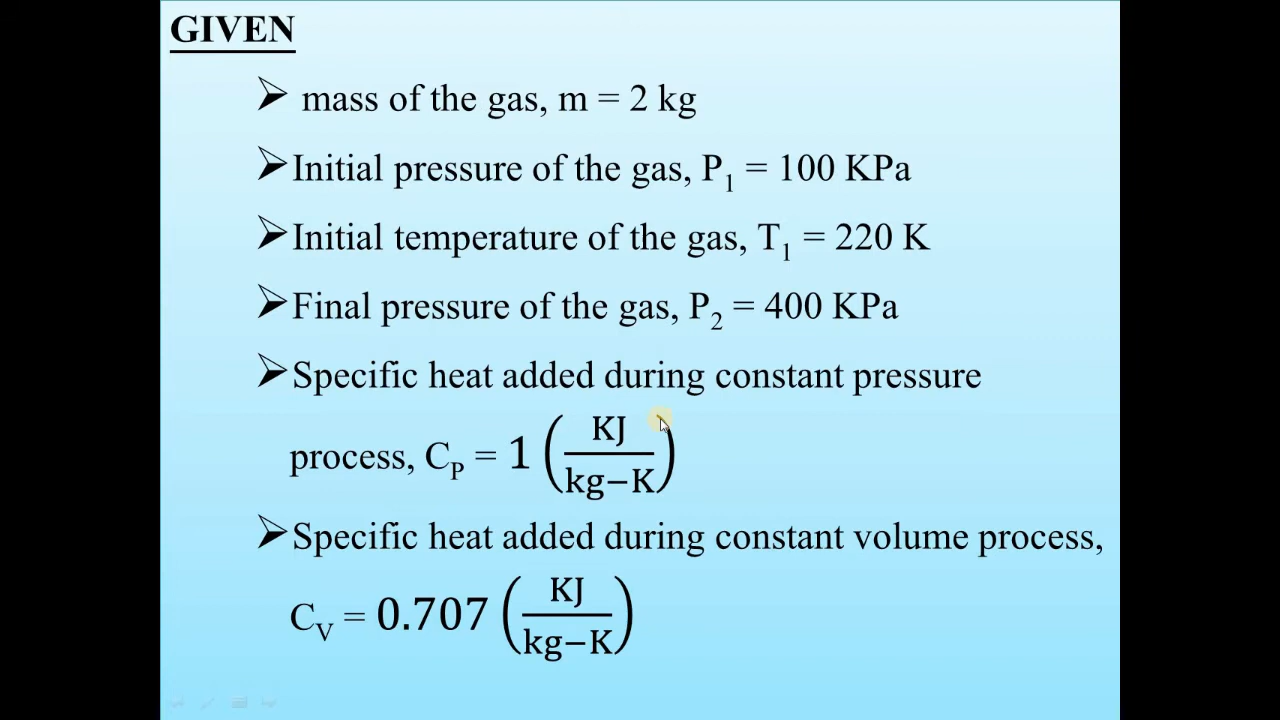 GIVEN
➢ mass of the gas, m = 2 kg
➢Initial pressure of the gas, P₁ = 100 KPa
➢Initial temperature of the gas, T₁ = 220 K
➢Final pressure of the gas, P₂ = 400 KPa
➢Specific heat added during constant pressure
process, C_P = 1 (KJ/kg−K)
➢Specific heat added during constant volume process,
C_V = 0.707 (KJ/kg−K)